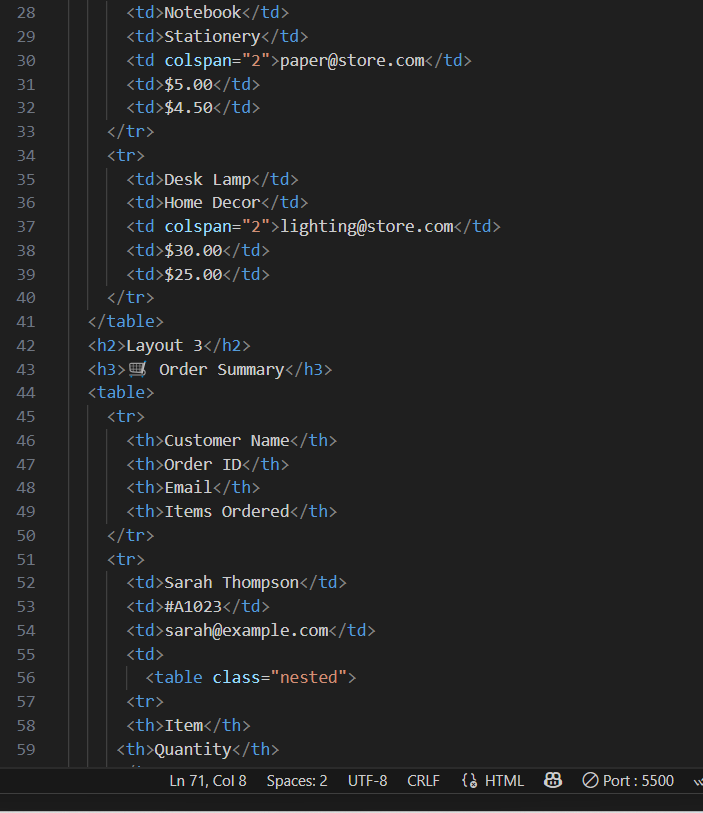 28 <td>Notebook</td>
29 <td>Stationery</td>
30 <td colspan="2">paper@store.com</td>
31 <td>$5.00</td>
32 <td>$4.50</td>
33 </tr>
34 <tr>
35 <td>Desk Lamp</td>
36 <td>Home Decor</td>
37 <td colspan="2">lighting@store.com</td>
38 <td>$30.00</td>
39 <td>$25.00</td>
40 </tr>
41 </table>
42 <h2>Layout 3</h2>
43 <h3>🛒 Order Summary</h3>
44 <table>
45 <tr>
46 <th>Customer Name</th>
47 <th>Order ID</th>
48 <th>Email</th>
49 <th>Items Ordered</th>
50 </tr>
51 <tr>
52 <td>Sarah Thompson</td>
53 <td>#A1023</td>
54 <td>sarah@example.com</td>
55 <td>
56 <table class="nested">
57 <tr>
58 <th>Item</th>
59 <th>Quantity</th>
Ln 71, Col 8 Spaces: 2 UTF-8 CRLF {} HTML Port : 5500